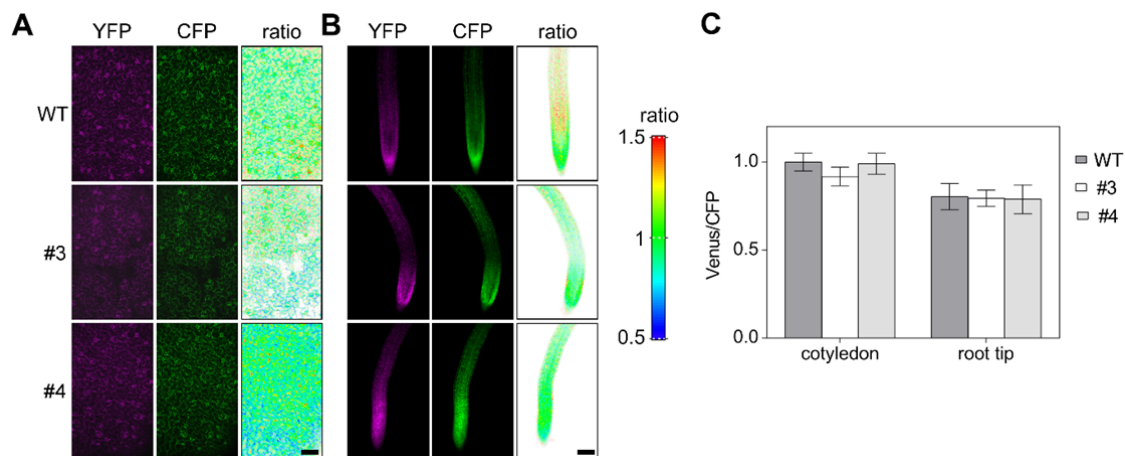 A
YFP CFP ratio
WT
#3
#4
B
YFP CFP ratio
ratio
1.5
1
0.5
C
Venus/CFP
1.0
0.5
0.0
cotyledon root tip
WT
#3
#4